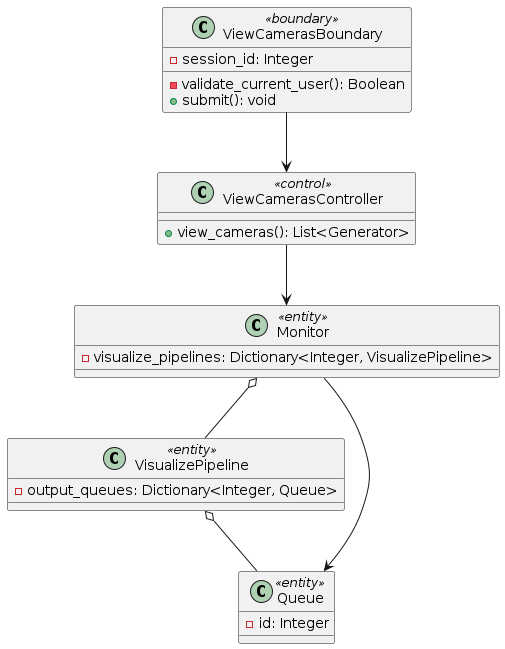 «boundary»
C
ViewCamerasBoundary
session_id: Integer
validate_current_user(): Boolean
submit(): void
«control»
C
ViewCamerasController
view_cameras(): List<Generator>
«entity»
C
Monitor
visualize_pipelines: Dictionary<Integer, VisualizePipeline>
«entity»
C
VisualizePipeline
output_queues: Dictionary<Integer, Queue>
«entity»
C
Queue
id: Integer